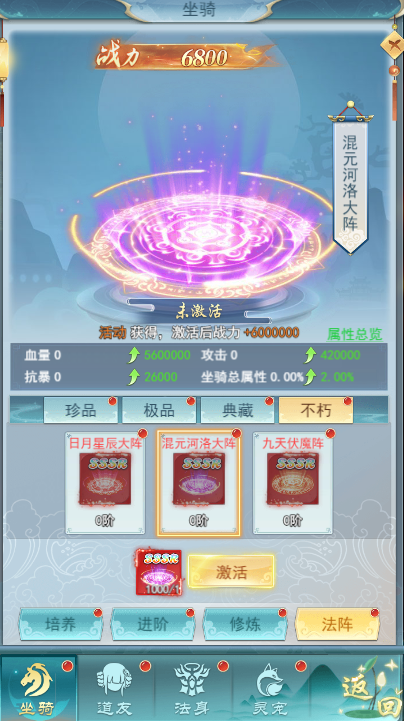 坐骑
战力 6800
混元河洛大阵
未激活
活动 获得，激活后战力 +6000000
属性总览
血量 0 5600000 攻击 0 420000
抗暴 0 26000 坐骑总属性 0.00% 2.00%
珍品 极品 典藏 不朽
日月星辰大阵 混元河洛大阵 九天伏魔阵
SSSR SSSR SSSR
0阶 0阶 0阶
SSSR
1000/1
激活
培养 进阶 修炼 法阵
坐骑 道友 法身 灵宠 返回